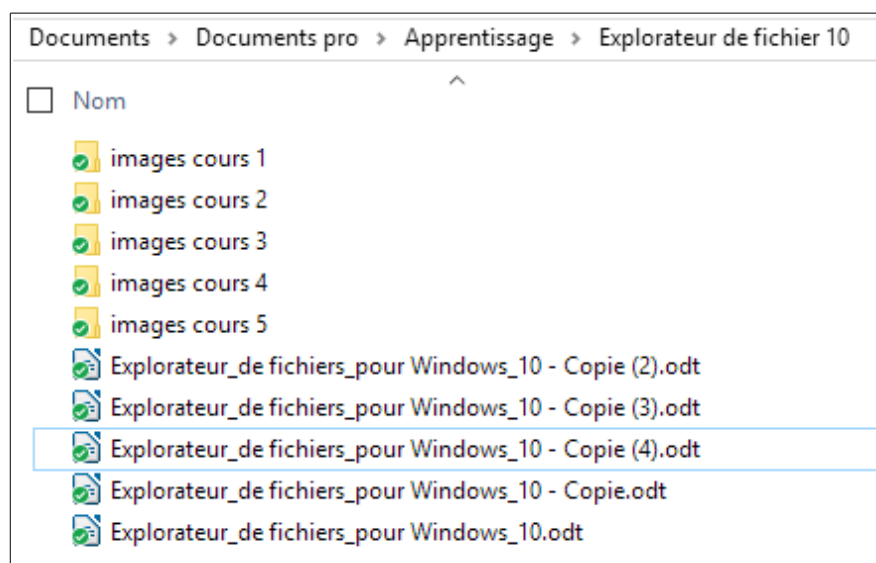 Documents > Documents pro > Apprentissage > Explorateur de fichier 10
Nom
images cours 1
images cours 2
images cours 3
images cours 4
images cours 5
Explorateur_de fichiers_pour Windows_10 - Copie (2).odt
Explorateur_de fichiers_pour Windows_10 - Copie (3).odt
Explorateur_de fichiers_pour Windows_10 - Copie (4).odt
Explorateur_de fichiers_pour Windows_10 - Copie.odt
Explorateur_de fichiers_pour Windows_10.odt